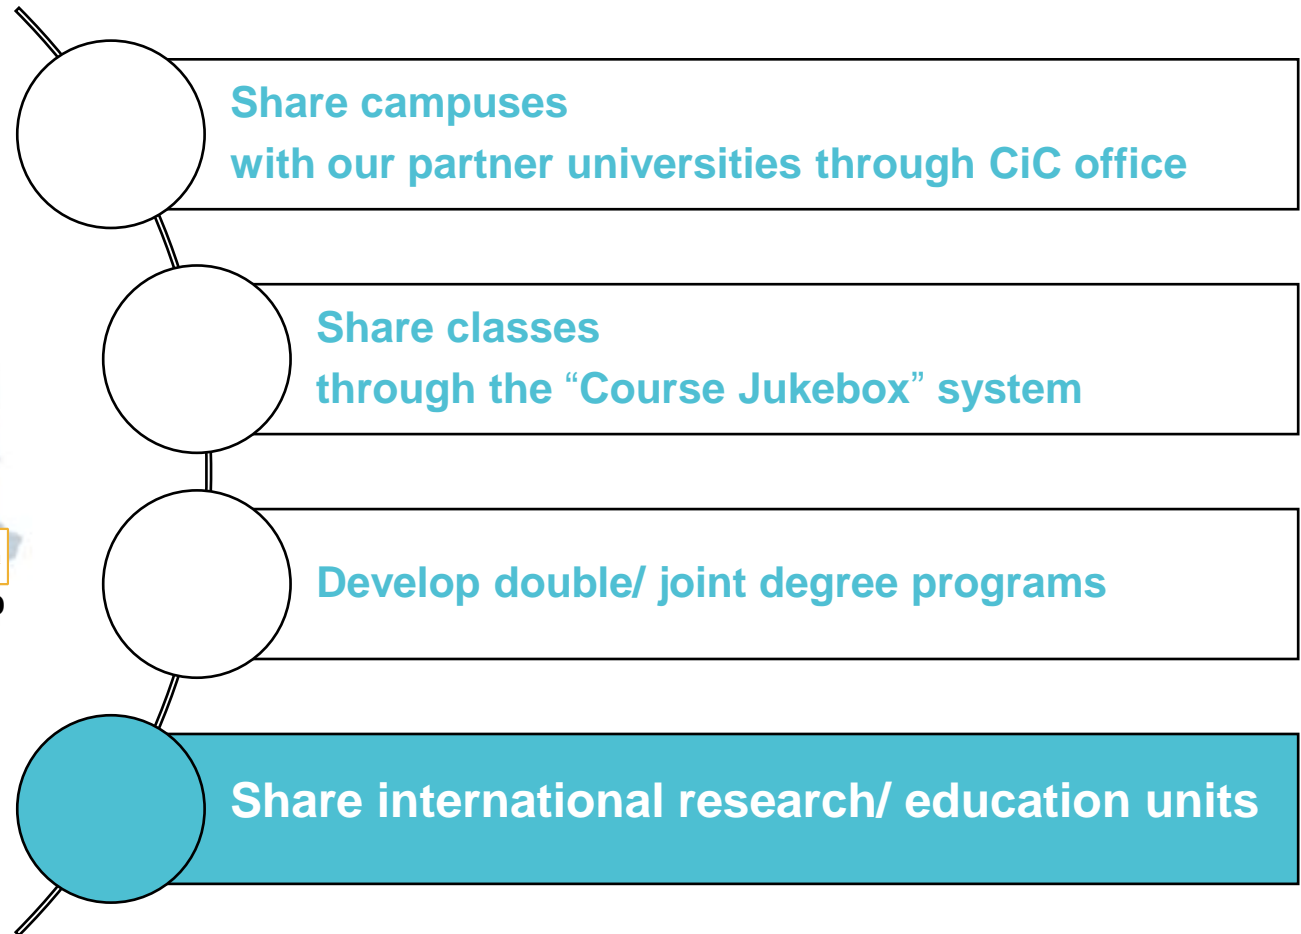 Share campuses
with our partner universities through CiC office
Share classes
through the “Course Jukebox” system
Develop double/ joint degree programs
Share international research/ education units